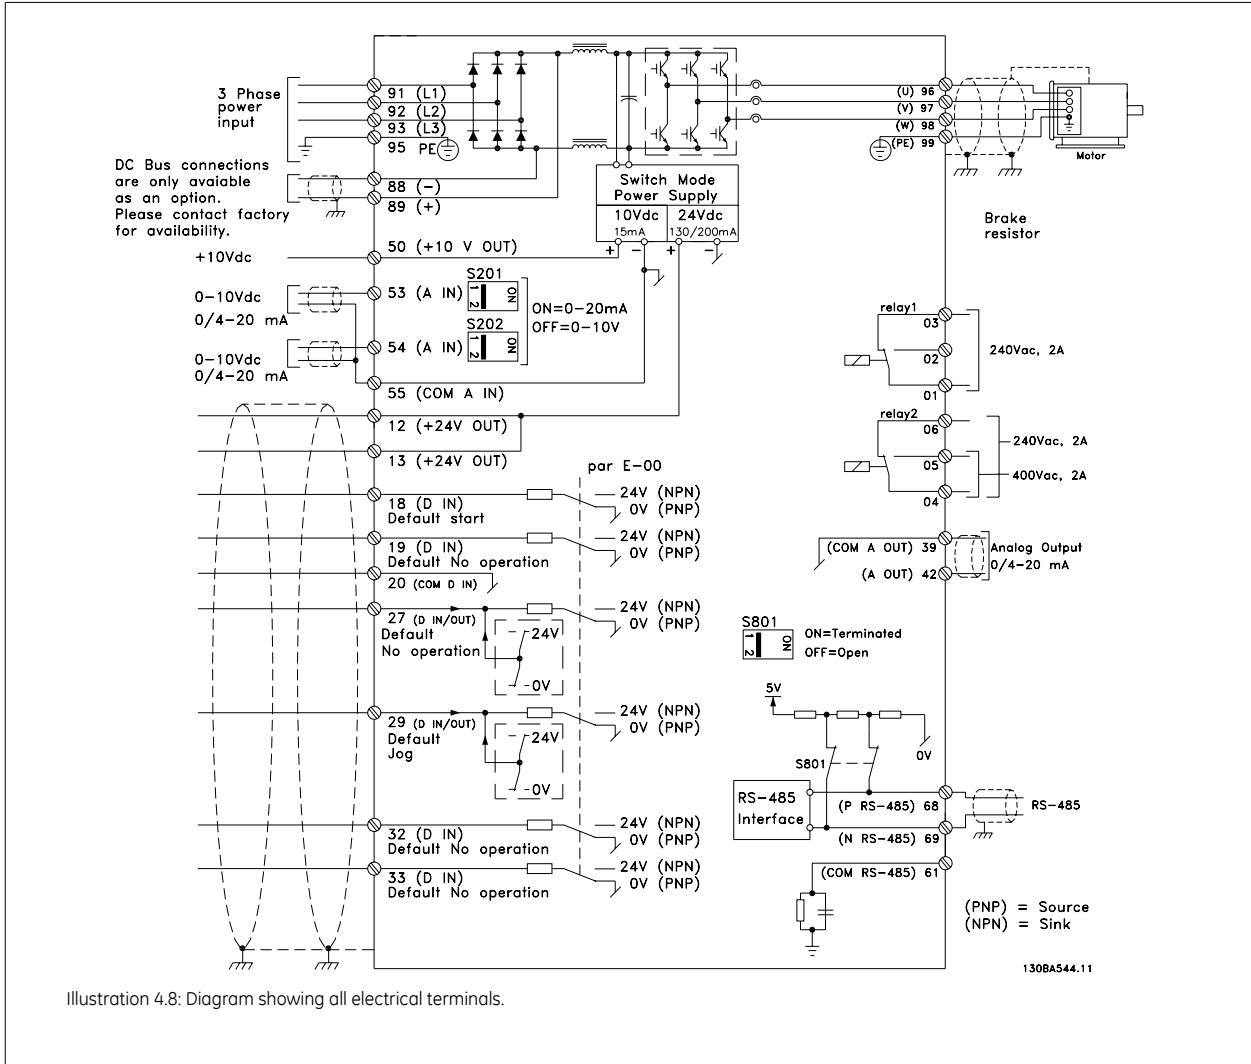 3 Phase
power
input
91 (L1)
92 (L2)
93 (L3)
95 PE
DC Bus connections
are only avaiable
as an option.
Please contact factory
for availability.
88 (-)
89 (+)
Switch Mode
Power Supply
10Vdc
15mA
24Vdc
130/200mA
+ - + -
(U) 96
(V) 97
(W) 98
(PE) 99
Motor
Brake
resistor
+10Vdc
50 (+10 V OUT)
0-10Vdc
0/4-20 mA
53 (A IN)
S201
1 2
ON
ON=0-20mA
OFF=0-10V
S202
1 2
ON
0-10Vdc
0/4-20 mA
54 (A IN)
55 (COM A IN)
12 (+24V OUT)
13 (+24V OUT)
relay1
03
02
01
240Vac, 2A
relay2
06
05
04
240Vac, 2A
400Vac, 2A
par E-00
18 (D IN)
Default start
24V (NPN)
0V (PNP)
19 (D IN)
Default No operation
24V (NPN)
0V (PNP)
20 (COM D IN)
27 (D IN/OUT)
Default
No operation
24V
0V
24V (NPN)
0V (PNP)
29 (D IN/OUT)
Default
Jog
24V
0V
24V (NPN)
0V (PNP)
32 (D IN)
Default No operation
24V (NPN)
0V (PNP)
33 (D IN)
Default No operation
24V (NPN)
0V (PNP)
(COM A OUT) 39
(A OUT) 42
Analog Output
0/4-20 mA
S801
1 2
ON
ON=Terminated
OFF=Open
5V
S801
0V
RS-485
Interface
(P RS-485) 68
(N RS-485) 69
(COM RS-485) 61
RS-485
(PNP) = Source
(NPN) = Sink
130BA544.11
Illustration 4.8: Diagram showing all electrical terminals.